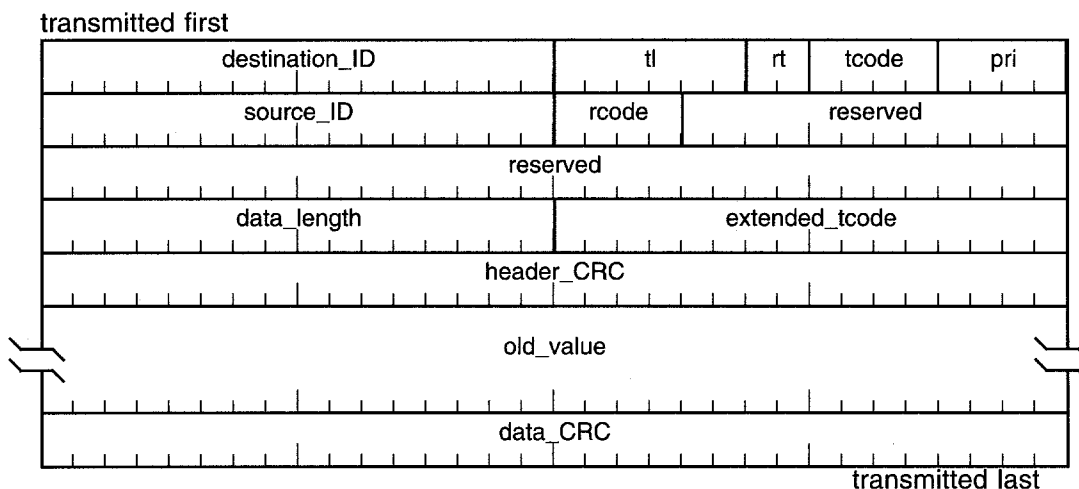 transmitted first
destination_ID tl rt tcode pri
source_ID rcode reserved
reserved
data_length extended_tcode
header_CRC
old_value
data_CRC
transmitted last